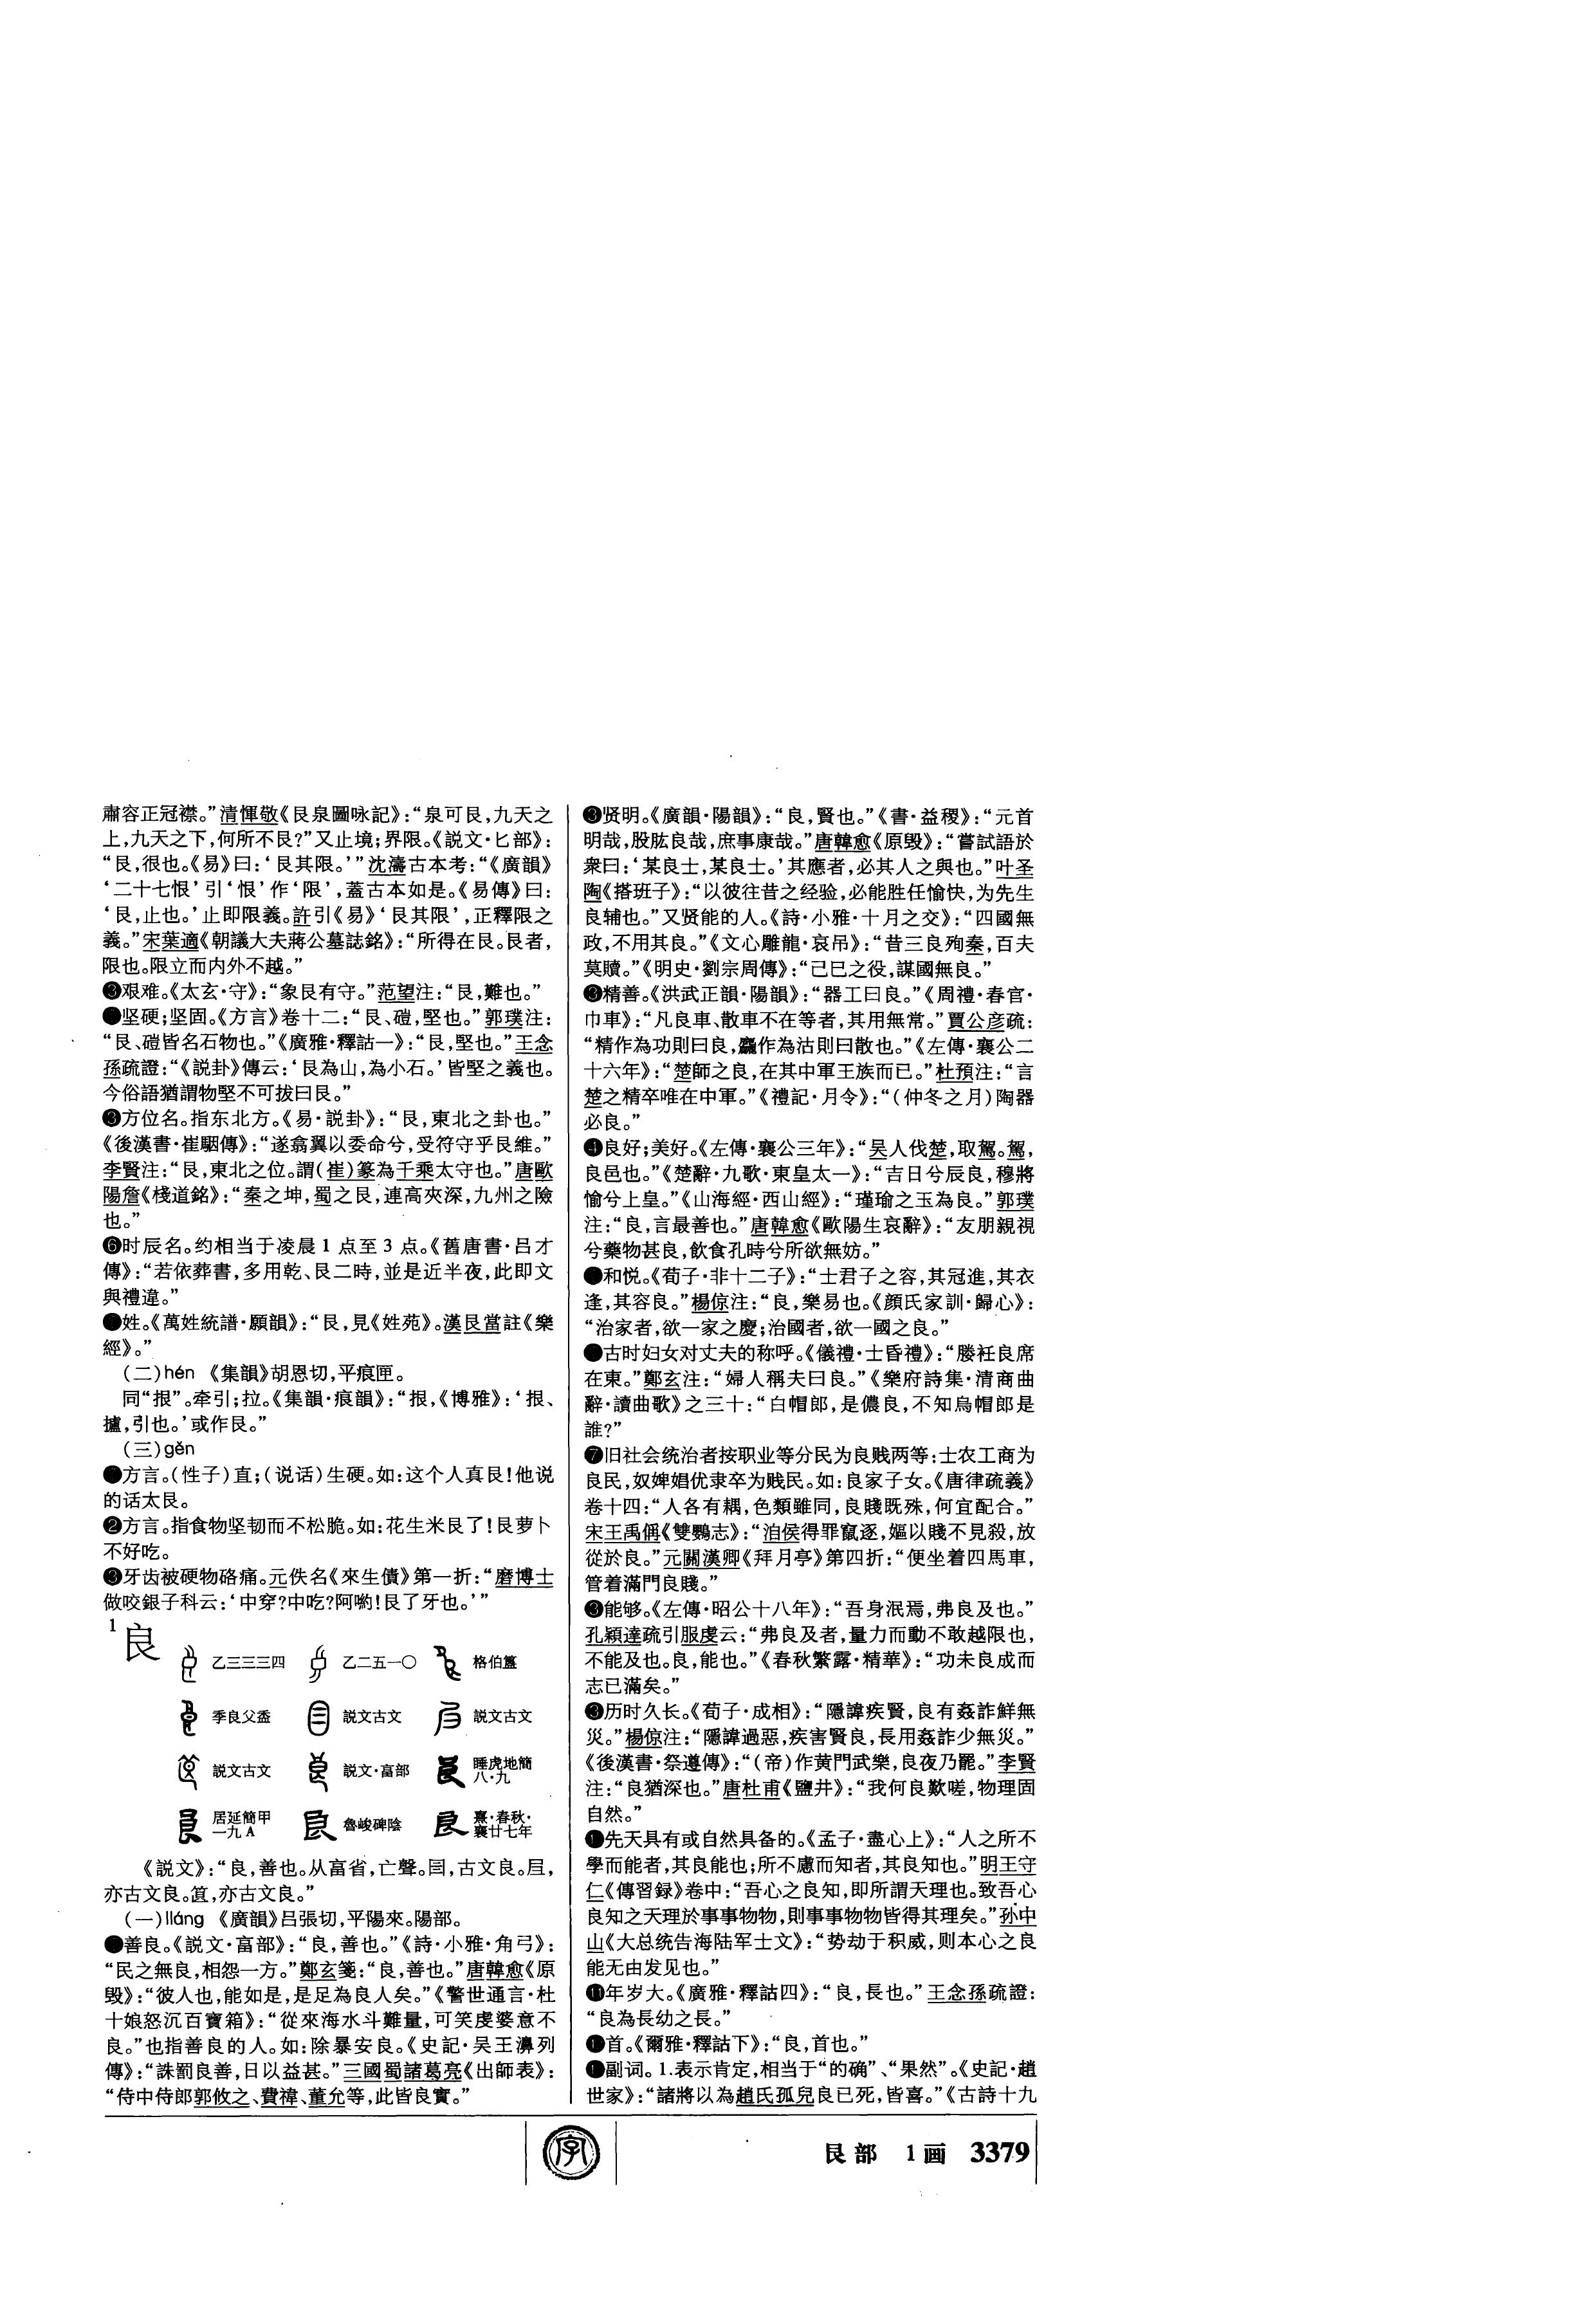 肅容正冠襟。”清惲敬《艮泉圖咏記》:“泉可艮,九天之
上,九天之下,何所不艮?”又止境;界限。《説文·匕部》:
“艮,很也。《易》曰:‘艮其限。’”沈濤古本考:“《廣韻》
‘二十七恨’引‘恨’作‘限’,蓋古本如是。《易傳》曰:
‘艮,止也。’止即限義。許引《易》‘艮其限’,正釋限之
義。”宋葉適《朝議大夫蔣公墓誌銘》:“所得在艮。艮者,
限也。限立而内外不越。”
❸艰难。《太玄·守》:“象艮有守。”范望注:“艮,難也。”
坚硬;坚固。《方言》卷十二:“艮、磑,堅也。”郭璞注:
“艮、磑皆名石物也。”《廣雅·釋詁一》:“艮,堅也。”王念
孫疏證:“《説卦》傳云:‘艮為山,為小石。’皆堅之義也。
今俗語猶謂物堅不可拔曰艮。”
方位名。指东北方。《易·説卦》:“艮,東北之卦也。”
《後漢書·崔駰傳》:“遂翕翼以委命兮,受符守乎艮維。”
李賢注:“艮,東北之位。謂(崔)篆為千乘太守也。”唐歐
陽詹《棧道銘》:“秦之坤,蜀之艮,連高夾深,九州之險
也。”
❻时辰名。约相当于凌晨1点至3点。《舊唐書·吕才
傳》:“若依葬書,多用乾、艮二時,並是近半夜,此即文
與禮違。”
姓。《萬姓統譜·願韻》:“艮,見《姓苑》。漢艮當註《樂
經》。”
(二)hén 《集韻》胡恩切,平痕匣。
同“拫”。牵引;拉。《集韻·痕韻》:“拫,《博雅》:‘拫、
攎,引也。’或作艮。”
(三)gěn
方言。(性子)直;(说话)生硬。如:这个人真艮!他说
的话太艮。
❷方言。指食物坚韧而不松脆。如:花生米艮了!艮萝卜
不好吃。
❸牙齿被硬物硌痛。元佚名《來生債》第一折:“磨博士
做咬銀子科云:‘中穿?中吃?阿喲!艮了牙也。’”
1 良
乙三三三四 乙二五一〇 格伯簋
季良父盉 説文古文 説文古文
説文古文 説文·畗部 睡虎地簡八·九
居延簡甲一九A 魯峻碑陰 熹·春秋·襄廿七年
《説文》:“良,善也。从畗省,亡聲。,古文良。,
亦古文良。,亦古文良。”
(一)liáng 《廣韻》吕張切,平陽來。陽部。
善良。《説文·畗部》:“良,善也。”《詩·小雅·角弓》:
“民之無良,相怨一方。”鄭玄箋:“良,善也。”唐韓愈《原
毁》:“彼人也,能如是,是足為良人矣。”《警世通言·杜
十娘怒沉百寶箱》:“從來海水斗難量,可笑虔婆意不
良。”也指善良的人。如:除暴安良。《史記·吴王濞列
傳》:“誅罰良善,日以益甚。”三國蜀諸葛亮《出師表》:
“侍中侍郎郭攸之、費禕、董允等,此皆良實。”
贤明。《廣韻·陽韻》:“良,賢也。”《書·益稷》:“元首
明哉,股肱良哉,庶事康哉。”唐韓愈《原毁》:“嘗試語於
衆曰:‘某良士,某良士。’其應者,必其人之與也。”叶圣
陶《搭班子》:“以彼往昔之经验,必能胜任愉快,为先生
良辅也。”又贤能的人。《詩·小雅·十月之交》:“四國無
政,不用其良。”《文心雕龍·哀吊》:“昔三良殉秦,百夫
莫贖。”《明史·劉宗周傳》:“己巳之役,謀國無良。”
❸精善。《洪武正韻·陽韻》:“器工曰良。”《周禮·春官·
巾車》:“凡良車、散車不在等者,其用無常。”賈公彦疏:
“精作為功則曰良,麤作為沽則曰散也。”《左傳·襄公二
十六年》:“楚師之良,在其中軍王族而已。”杜預注:“言
楚之精卒唯在中軍。”《禮記·月令》:“(仲冬之月)陶器
必良。”
❹良好;美好。《左傳·襄公三年》:“吴人伐楚,取駕。駕,
良邑也。”《楚辭·九歌·東皇太一》:“吉日兮辰良,穆將
愉兮上皇。”《山海經·西山經》:“瑾瑜之玉為良。”郭璞
注:“良,言最善也。”唐韓愈《歐陽生哀辭》:“友朋親視
兮藥物甚良,飲食孔時兮所欲無妨。”
和悦。《荀子·非十二子》:“士君子之容,其冠進,其衣
逢,其容良。”楊倞注:“良,樂易也。《顔氏家訓·歸心》:
“治家者,欲一家之慶;治國者,欲一國之良。”
古时妇女对丈夫的称呼。《儀禮·士昏禮》:“媵衽良席
在東。”鄭玄注:“婦人稱夫曰良。”《樂府詩集·清商曲
辭·讀曲歌》之三十:“白帽郎,是儂良,不知烏帽郎是
誰?”
❼旧社会统治者按职业等分民为良贱两等:士农工商为
良民,奴婢娼优隶卒为贱民。如:良家子女。《唐律疏義》
卷十四:“人各有耦,色類雖同,良賤既殊,何宜配合。”
宋王禹偁《雙鸚志》:“洎侯得罪竄逐,嫗以賤不見殺,放
從於良。”元關漢卿《拜月亭》第四折:“便坐着四馬車,
管着滿門良賤。”
能够。《左傳·昭公十八年》:“吾身泯焉,弗良及也。”
孔穎達疏引服虔云:“弗良及者,量力而動不敢越限也,
不能及也。良,能也。”《春秋繁露·精華》:“功未良成而
志已滿矣。”
历时久长。《荀子·成相》:“隱諱疾賢,良有姦詐鮮無
災。”楊倞注:“隱諱過惡,疾害賢良,長用姦詐少無災。”
《後漢書·祭遵傳》:“(帝)作黄門武樂,良夜乃罷。”李賢
注:“良猶深也。”唐杜甫《鹽井》:“我何良歎嗟,物理固
自然。”
先天具有或自然具备的。《孟子·盡心上》:“人之所不
學而能者,其良能也;所不慮而知者,其良知也。”明王守
仁《傳習録》卷中:“吾心之良知,即所謂天理也。致吾心
良知之天理於事事物物,則事事物物皆得其理矣。”孙中
山《大总统告海陆军士文》:“势劫于积威,则本心之良
能无由发见也。”
⓫年岁大。《廣雅·釋詁四》:“良,長也。”王念孫疏證:
“良為長幼之長。”
首。《爾雅·釋詁下》:“良,首也。”
副词。1.表示肯定,相当于“的确”、“果然”。《史記·趙
世家》:“諸將以為趙氏孤兒良已死,皆喜。”《古詩十九
字
艮部 1画 3379